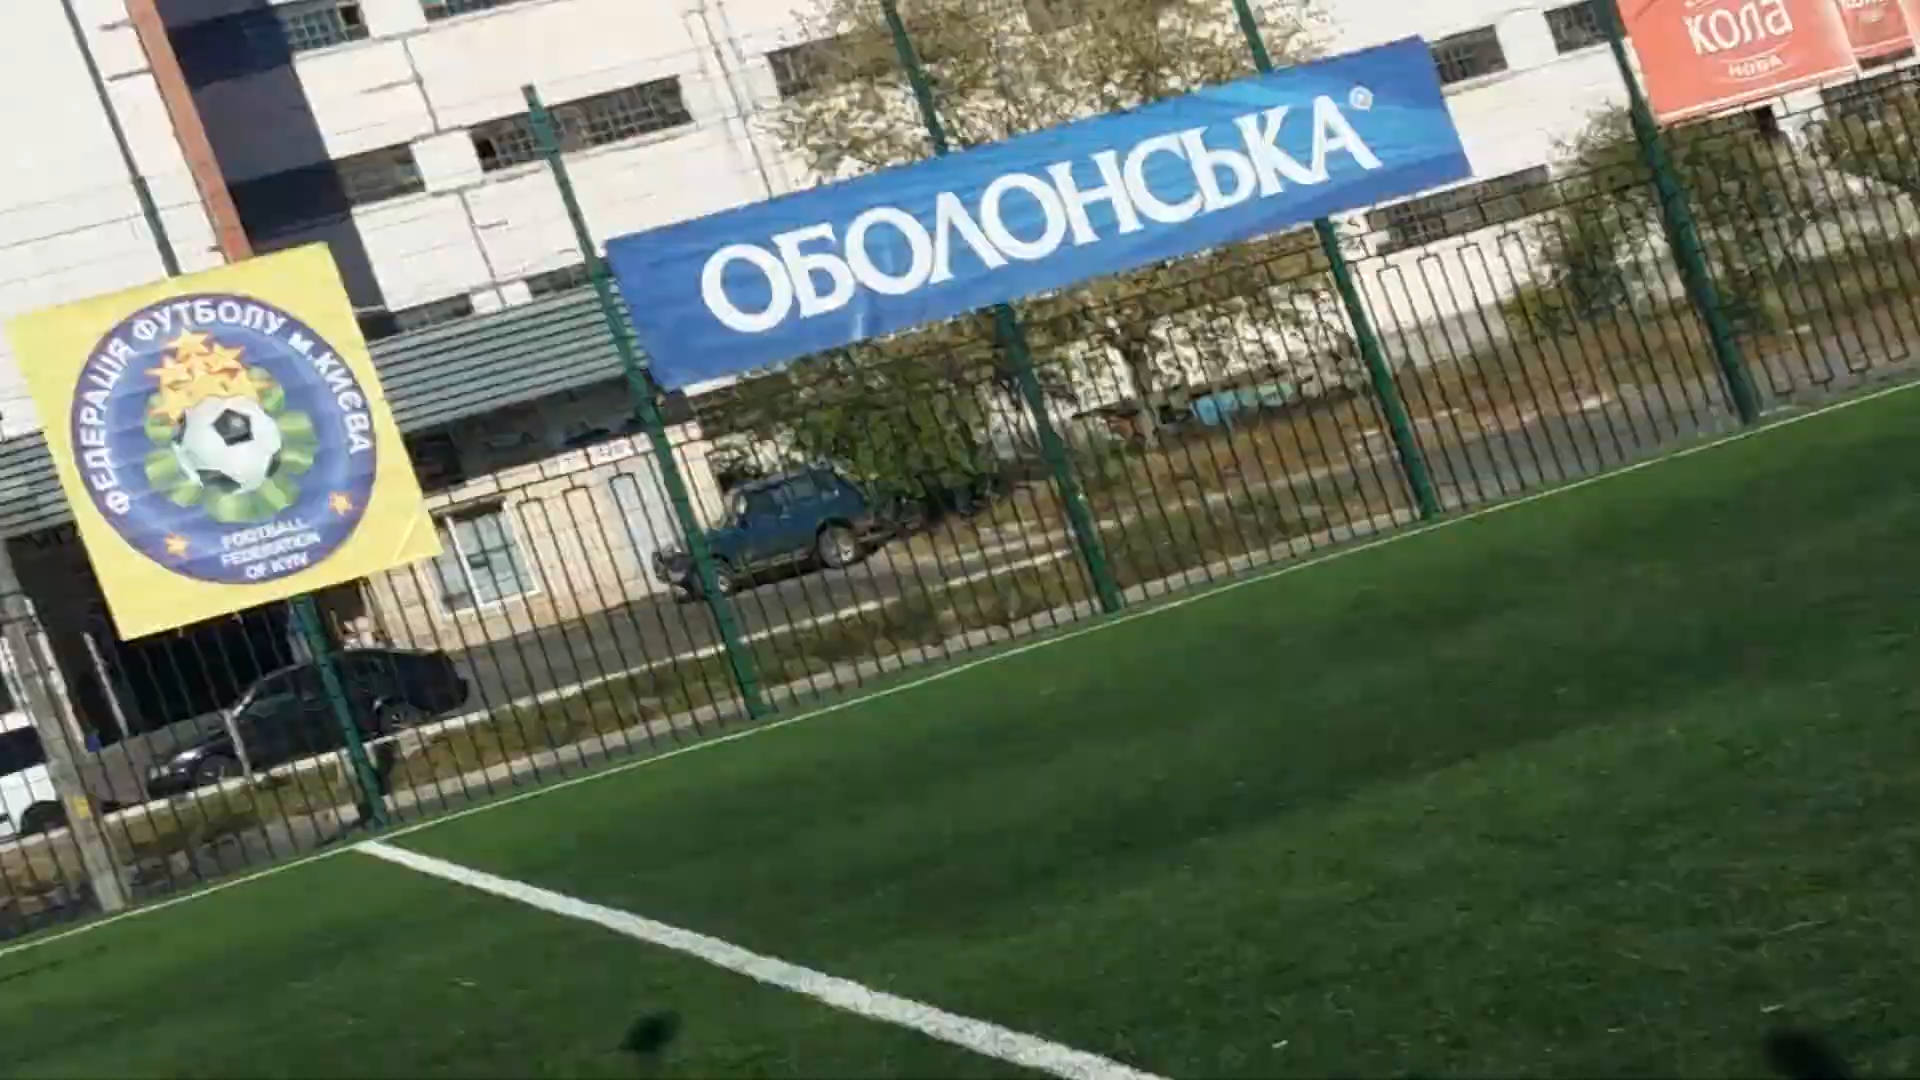 ФЕДЕРАЦІЯ ФУТБОЛУ м.КИЄВА
FOOTBALL
FEDERATION
OF KYIV
ОБОЛОНСЬКА®
КОЛА
НОВА